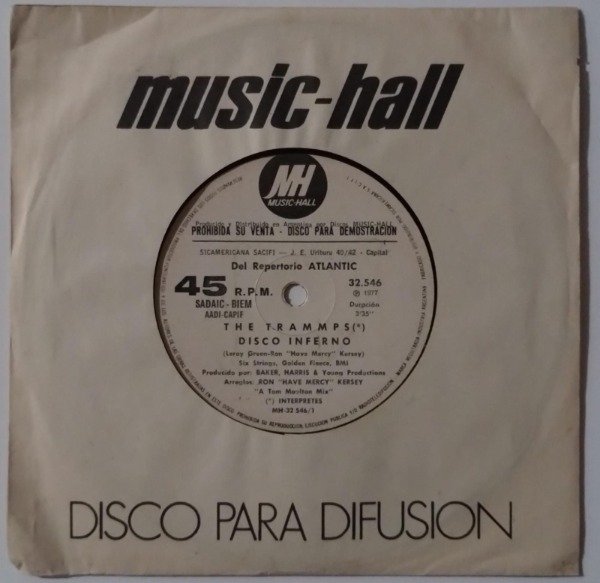 music-hall
MH
MUSIC-HALL
Producido y Distribuido en Argentina por Discos MUSIC-HALL
PROHIBIDA SU VENTA - DISCO PARA DEMOSTRACION
SICAMERICANA SACIFI — J. E. Uriburu 40/42 - Capital
Del Repertorio ATLANTIC
45 R.P.M.
32.546
SADAIC - BIEM
℗ 1977
AADI-CAPIF
Duración
3'35"
THE TRAMMPS(*)
DISCO INFERNO
(Leroy Green-Ron "Have Mercy" Kersey)
Six Strings, Golden Fleece, BMI
Producido por: BAKER, HARRIS & Young Productions
Arreglos: RON "HAVE MERCY" KERSEY
"A Tom Moulton Mix"
(*) INTERPRETES
MH-32 546/1
DISCO PARA DIFUSION